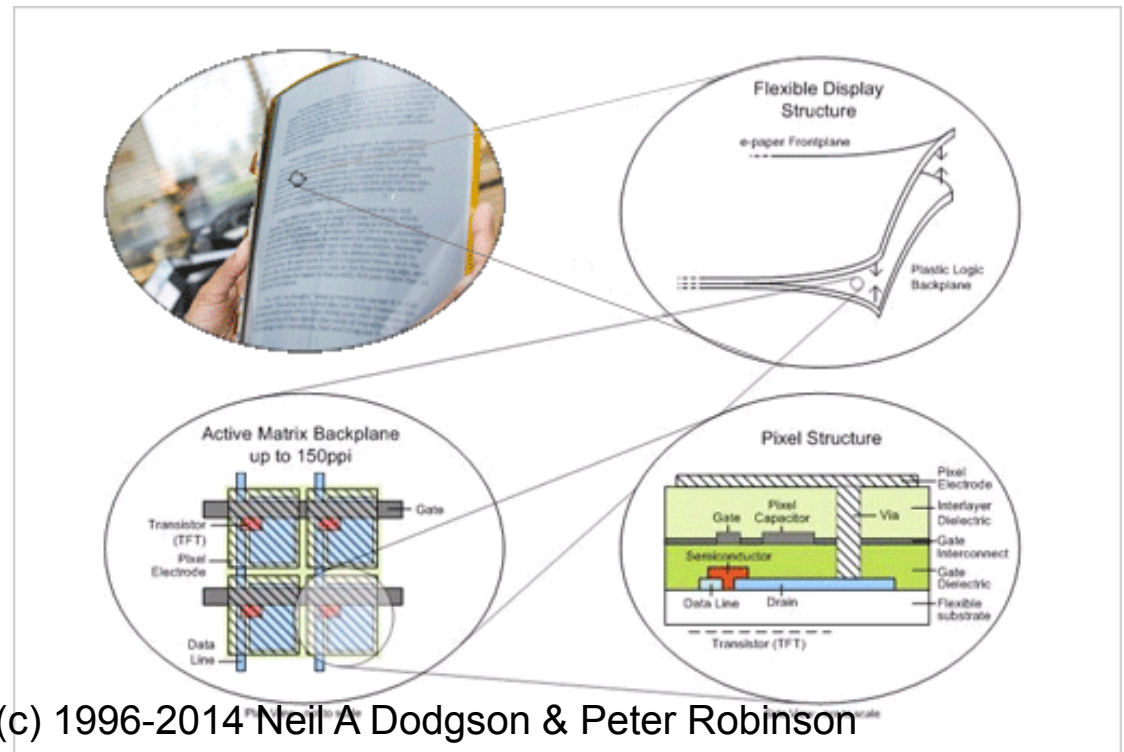 Flexible Display
Structure
e-paper Frontplane
Plastic Logic
Backplane
Active Matrix Backplane
up to 150ppi
Gate
Transistor
(TFT)
Pixel
Electrode
Data
Line
Pixel Structure
Pixel
Electrode
Interlayer
Dielectric
Gate
Interconnect
Gate
Dielectric
Flexible
substrate
Gate
Pixel
Capacitor
Via
Semiconductor
Data Line
Drain
Transistor (TFT)
(c) 1996-2014 Neil A Dodgson & Peter Robinson